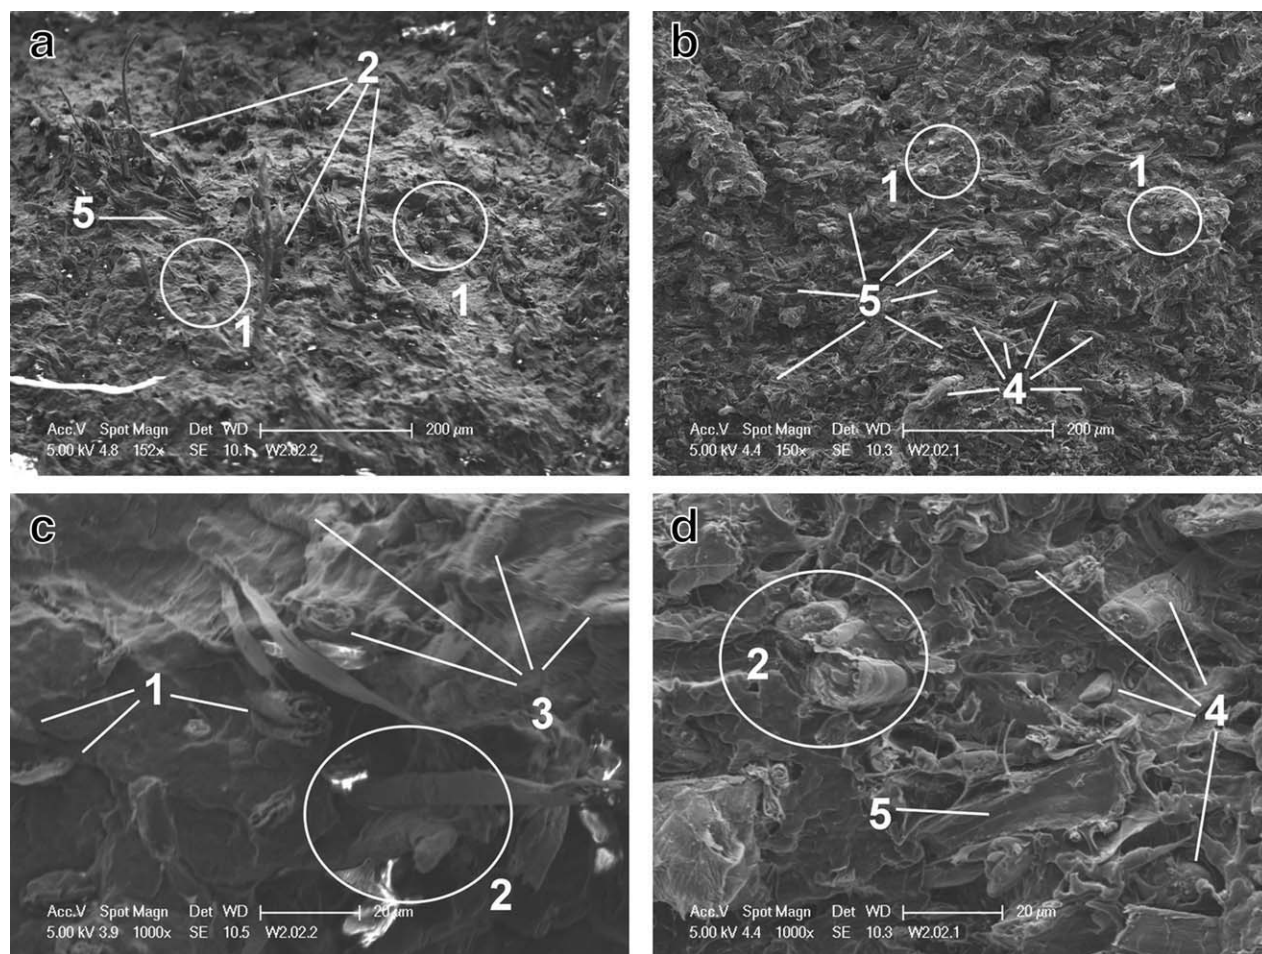 a
2
5
1
1
Acc.V Spot Magn Det WD 200 µm
5.00 kV 4.8 152x SE 10.1 W2.02.2
b
1
1
5
4
Acc.V Spot Magn Det WD 200 µm
5.00 kV 4.4 150x SE 10.3 W2.02.1
c
1
3
2
Acc.V Spot Magn Det WD 20 µm
5.00 kV 3.9 1000x SE 10.5 W2.02.2
d
2
4
5
Acc.V Spot Magn Det WD 20 µm
5.00 kV 4.4 1000x SE 10.3 W2.02.1